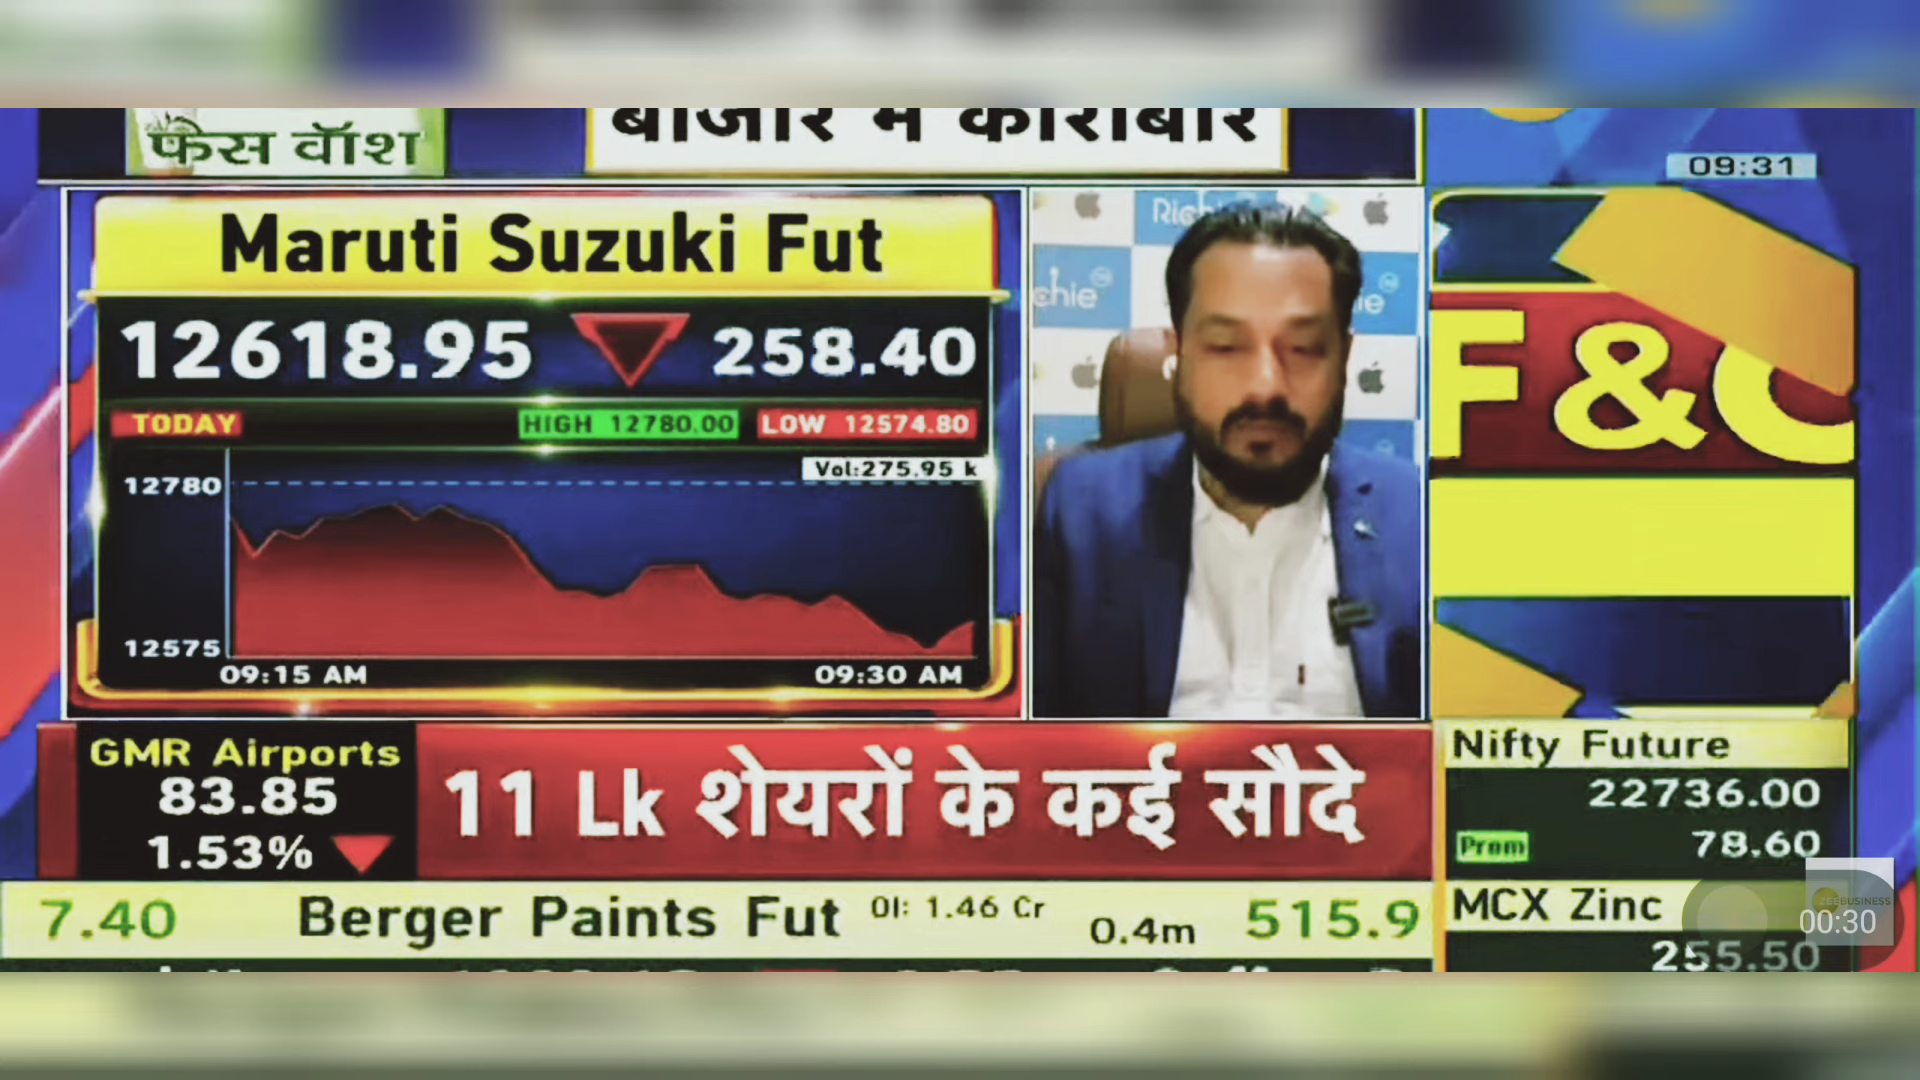 फेस वॉश
बाजार में कारोबार
09:31
Maruti Suzuki Fut
12618.95 258.40
TODAY HIGH 12780.00 LOW 12574.80
Vol:275.95 k
12780
12575
09:15 AM 09:30 AM
chie
F&
GMR Airports
83.85
1.53%
11 Lk शेयरों के कई सौदे
Nifty Future
22736.00
Prem 78.60
7.40 Berger Paints Fut OI: 1.46 Cr 0.4m 515.9
MCX Zinc
255.50
ZEEBUSINESS
00:30